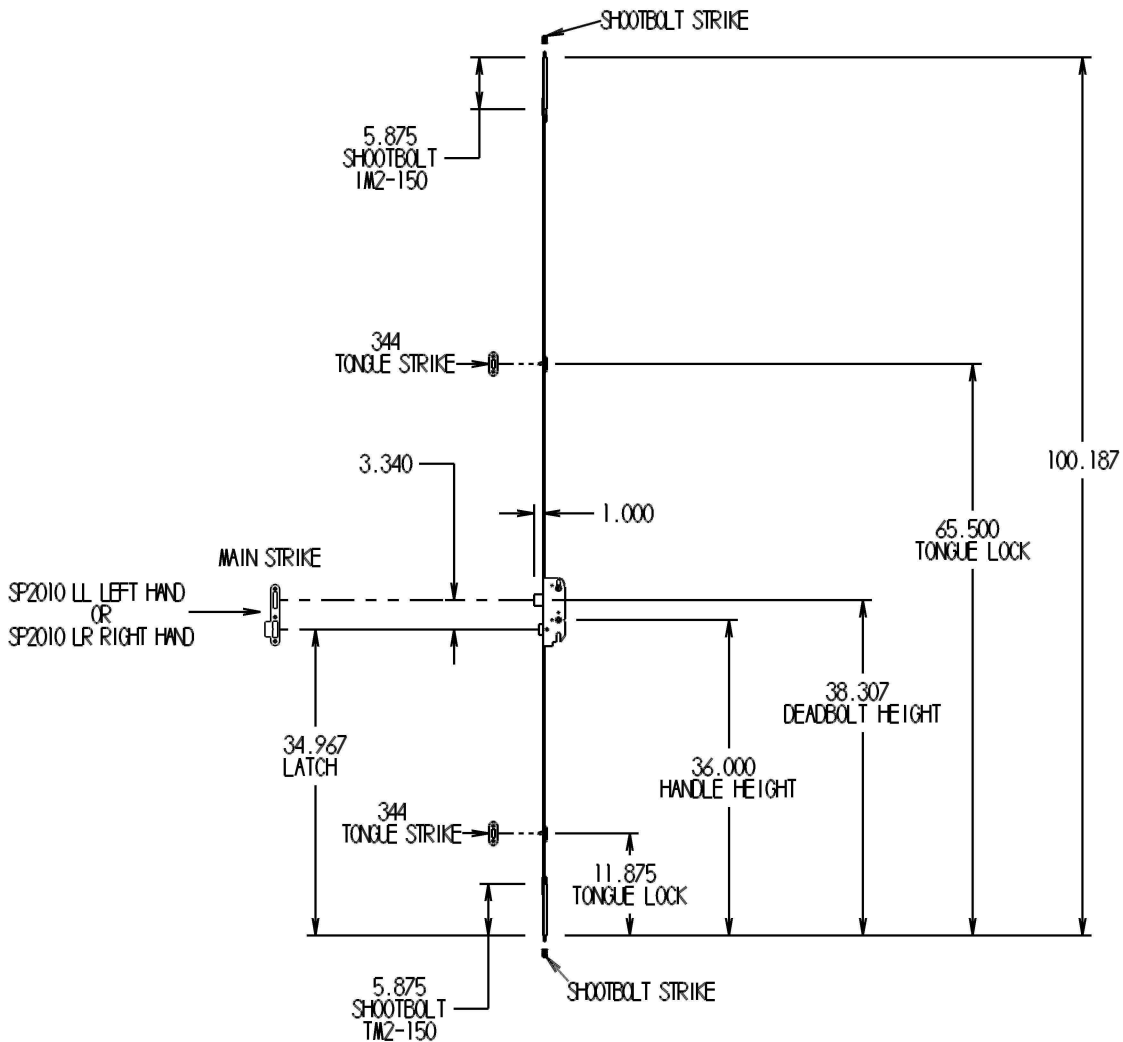 SHOOTBOLT STRIKE
5.875
SHOOTBOLT
TM2-150
344
TONGUE STRIKE
3.340
1.000
100.187
65.500
TONGUE LOCK
MAIN STRIKE
SP2010 LL LEFT HAND
OR
SP2010 LR RIGHT HAND
38.307
DEADBOLT HEIGHT
34.967
LATCH
36.000
HANDLE HEIGHT
344
TONGUE STRIKE
11.875
TONGUE LOCK
5.875
SHOOTBOLT
TM2-150
SHOOTBOLT STRIKE